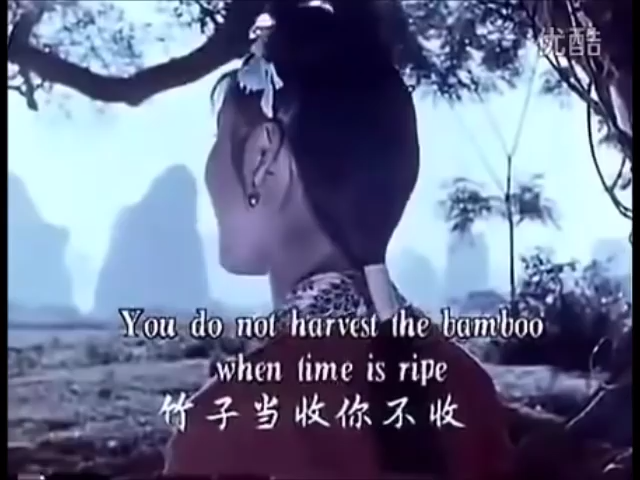 优酷
You do not harvest the bamboo
when time is ripe
竹子当收你不收